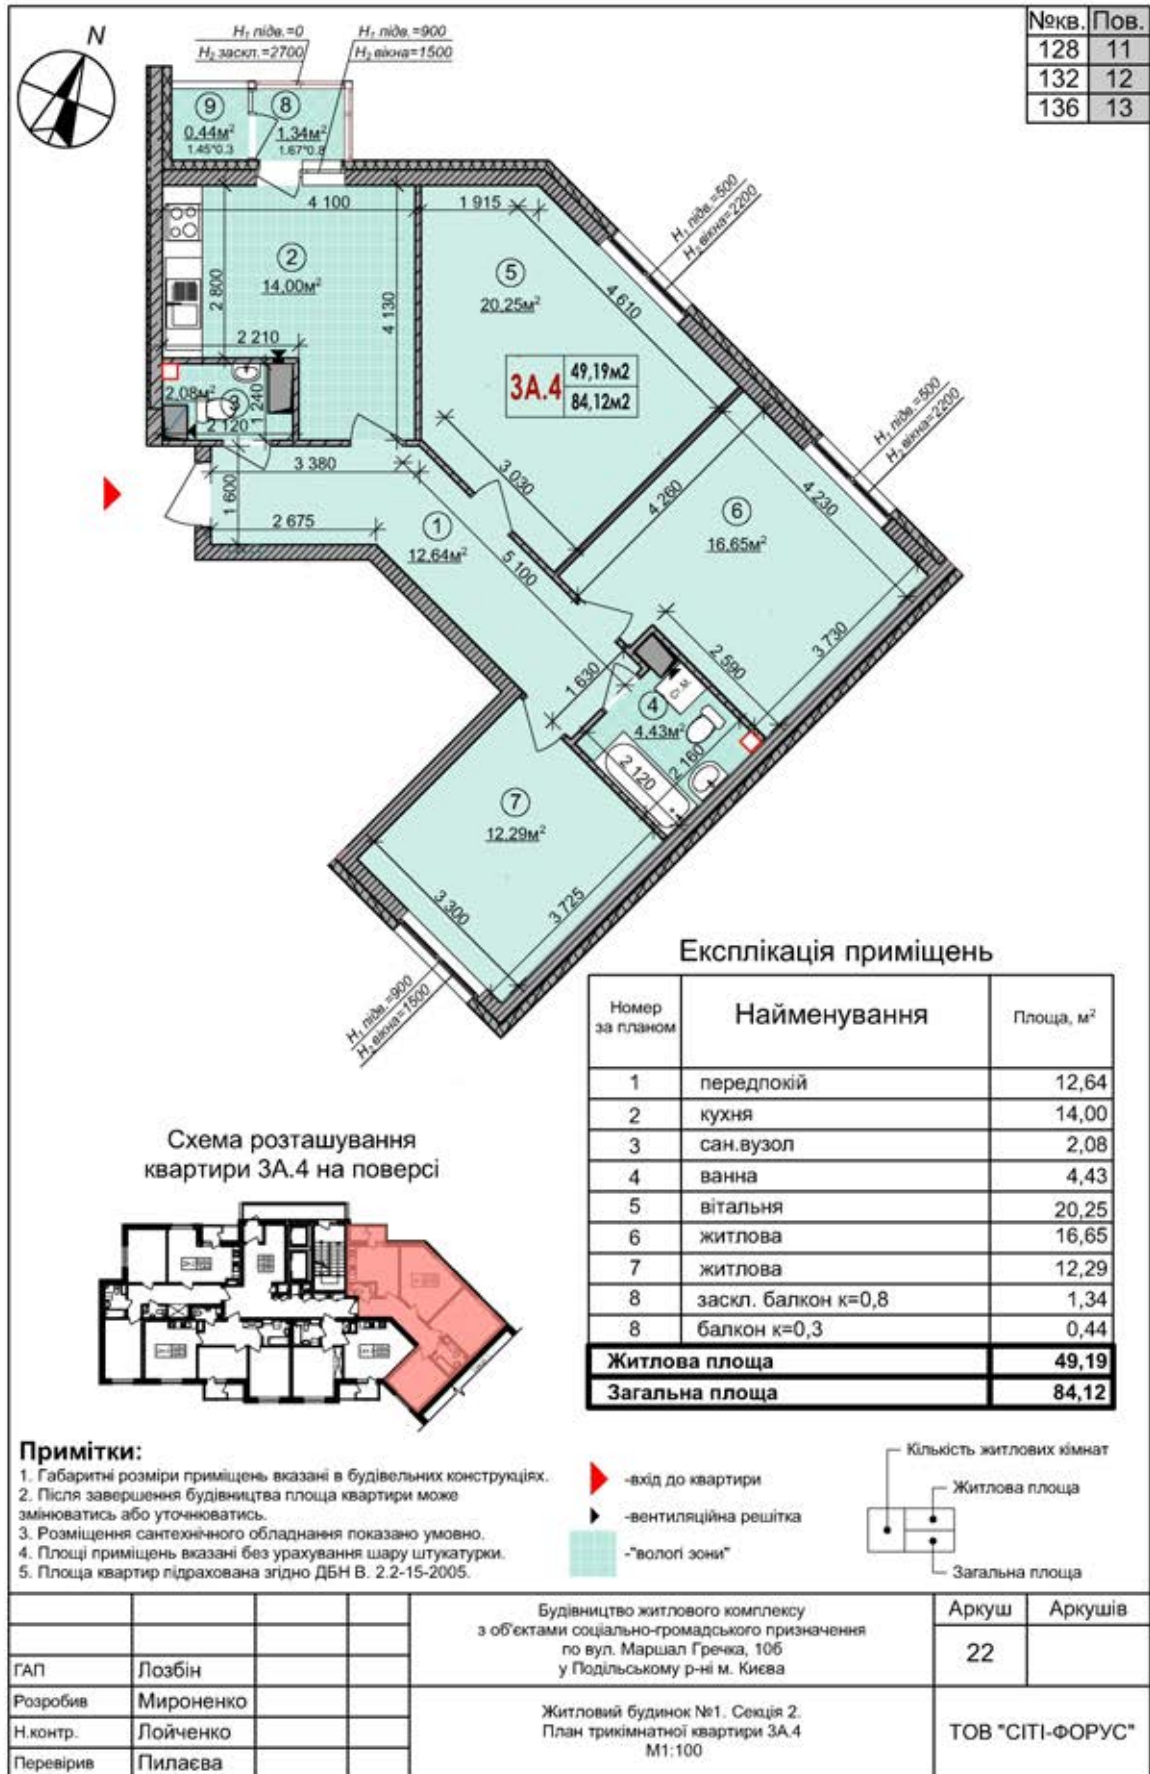 N
Н₁ підв.=0
Н₂ заскл.=2700
Н₁ підв.=900
Н₂ вікна=1500
№кв. Пов.
128 11
132 12
136 13
9
0,44м²
1.45*0.3
8
1,34м²
1.67*0.8
4 100
1 915
2
14,00м²
2 800
4 130
2 210
5
20,25м²
4 610
Н₁ підв.=500
Н₂ вікна=2200
3А.4
49,19м2
84,12м2
2,08м²
3
1 240
2 120
3 380
1 600
2 675
3 030
1
12,64м²
5 100
4 260
6
16,65м²
4 230
Н₁ підв.=500
Н₂ вікна=2200
3 730
2 590
1 630
Ст.М.
4
4,43м²
2 120
2 160
7
12,29м²
3 300
3 725
Н₁ підв.=900
Н₂ вікна=1500
Експлікація приміщень
Номер за планом Найменування Площа, м²
1 передпокій 12,64
2 кухня 14,00
3 сан.вузол 2,08
4 ванна 4,43
5 вітальня 20,25
6 житлова 16,65
7 житлова 12,29
8 заскл. балкон к=0,8 1,34
8 балкон к=0,3 0,44
Житлова площа 49,19
Загальна площа 84,12
Схема розташування
квартири 3А.4 на поверсі
Примітки:
1. Габаритні розміри приміщень вказані в будівельних конструкціях.
2. Після завершення будівництва площа квартири може
змінюватись або уточнюватись.
3. Розміщення сантехнічного обладнання показано умовно.
4. Площі приміщень вказані без урахування шару штукатурки.
5. Площа квартир підрахована згідно ДБН В. 2.2-15-2005.
-вхід до квартири
-вентиляційна решітка
-"вологі зони"
Кількість житлових кімнат
Житлова площа
Загальна площа
Будівництво житлового комплексу
з об'єктами соціально-громадського призначення
по вул. Маршал Гречка, 10б
у Подільському р-ні м. Києва
Аркуш Аркушів
22
ГАП Лозбін
Розробив Мироненко
Н.контр. Лойченко
Перевірив Пилаєва
Житловий будинок №1. Секція 2.
План трикімнатної квартири 3А.4
М1:100
ТОВ "СІТІ-ФОРУС"